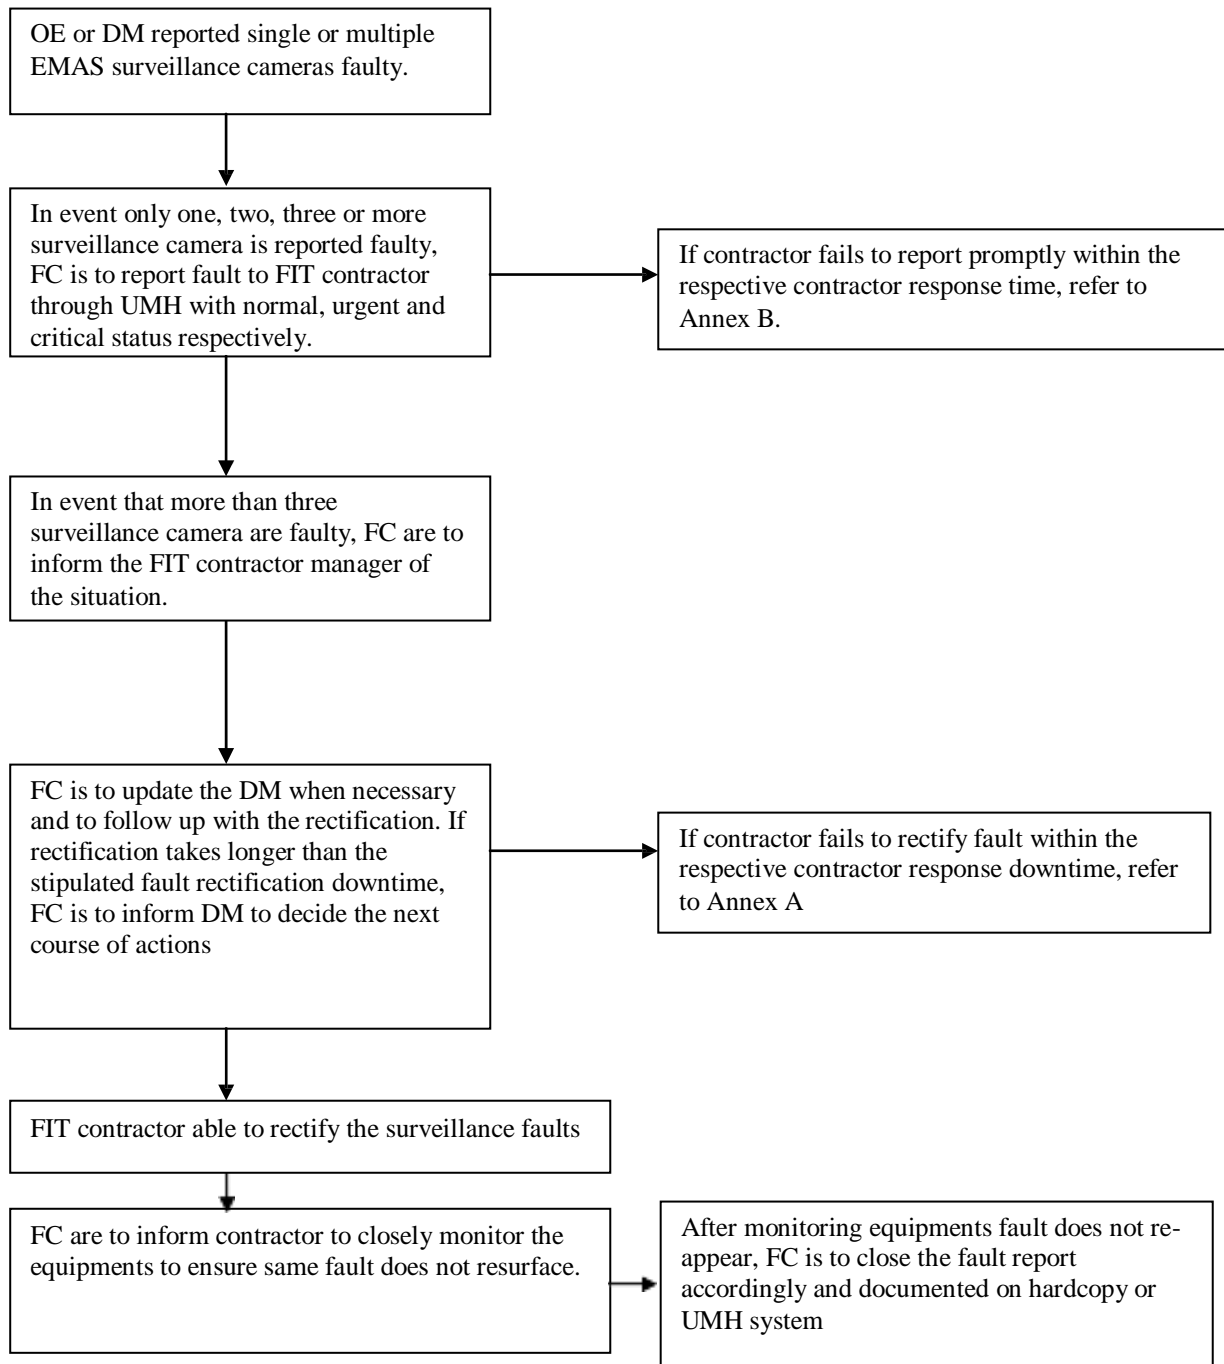 OE or DM reported single or multiple
EMAS surveillance cameras faulty.
In event only one, two, three or more
surveillance camera is reported faulty,
FC is to report fault to FIT contractor
through UMH with normal, urgent and
critical status respectively.
If contractor fails to report promptly within the
respective contractor response time, refer to
Annex B.
In event that more than three
surveillance camera are faulty, FC are to
inform the FIT contractor manager of
the situation.
FC is to update the DM when necessary
and to follow up with the rectification. If
rectification takes longer than the
stipulated fault rectification downtime,
FC is to inform DM to decide the next
course of actions
If contractor fails to rectify fault within the
respective contractor response downtime, refer
to Annex A
FIT contractor able to rectify the surveillance faults
FC are to inform contractor to closely monitor the
equipments to ensure same fault does not resurface.
After monitoring equipments fault does not re-
appear, FC is to close the fault report
accordingly and documented on hardcopy or
UMH system